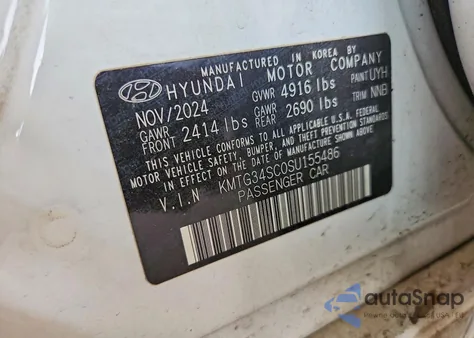 MANUFACTURED IN KOREA BY
HYUNDAI MOTOR COMPANY
NOV/2024 GVWR 4916 lbs PAINT UYH
GAWR FRONT 2414 lbs GAWR REAR 2690 lbs TRIM NNB
THIS VEHICLE CONFORMS TO ALL APPLICABLE U.S.A. FEDERAL
MOTOR VEHICLE SAFETY, BUMPER, AND THEFT PREVENTION
STANDARDS IN EFFECT ON THE DATE OF MANUFACTURE SHOWN ABOVE.
V.I.N KMTG34SC0SU155486
PASSENGER CAR
autoSnap